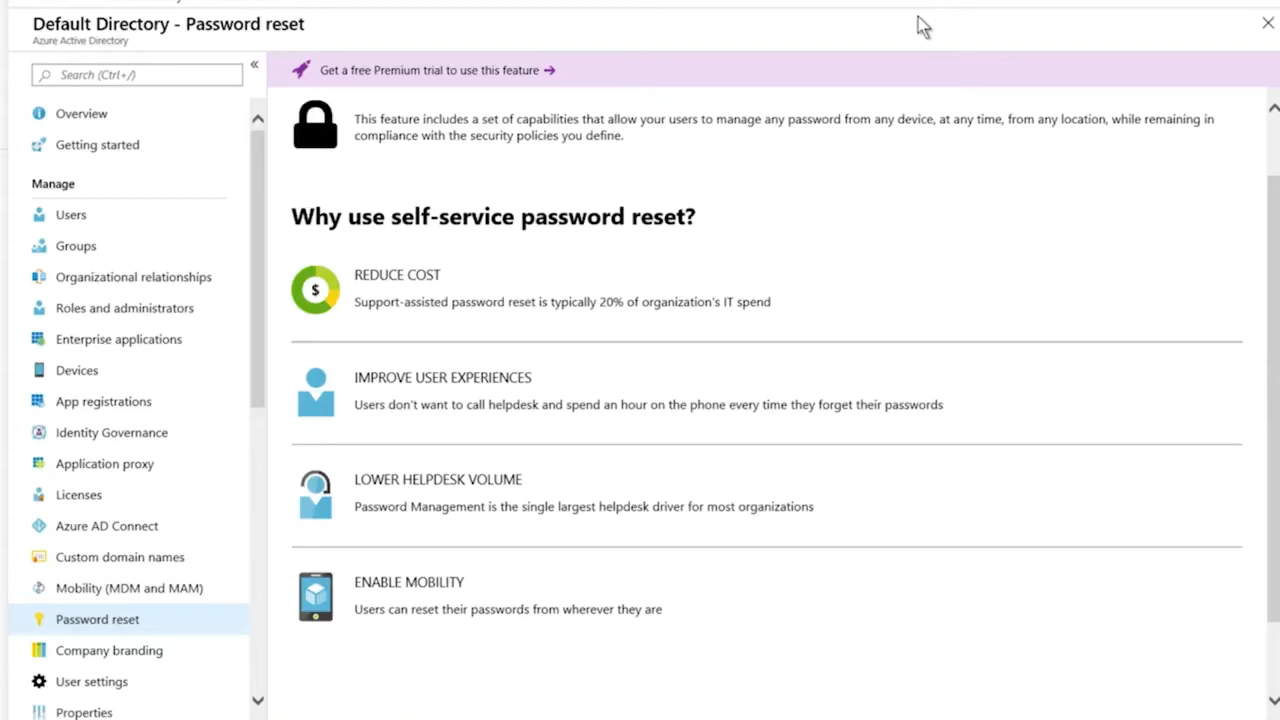 Default Directory - Password reset
Azure Active Directory
Search (Ctrl+/)
«
Overview
Getting started
Manage
Users
Groups
Organizational relationships
Roles and administrators
Enterprise applications
Devices
App registrations
Identity Governance
Application proxy
Licenses
Azure AD Connect
Custom domain names
Mobility (MDM and MAM)
Password reset
Company branding
User settings
Properties
Get a free Premium trial to use this feature →
This feature includes a set of capabilities that allow your users to manage any password from any device, at any time, from any location, while remaining in
compliance with the security policies you define.
Why use self-service password reset?
$
REDUCE COST
Support-assisted password reset is typically 20% of organization's IT spend
IMPROVE USER EXPERIENCES
Users don't want to call helpdesk and spend an hour on the phone every time they forget their passwords
LOWER HELPDESK VOLUME
Password Management is the single largest helpdesk driver for most organizations
ENABLE MOBILITY
Users can reset their passwords from wherever they are